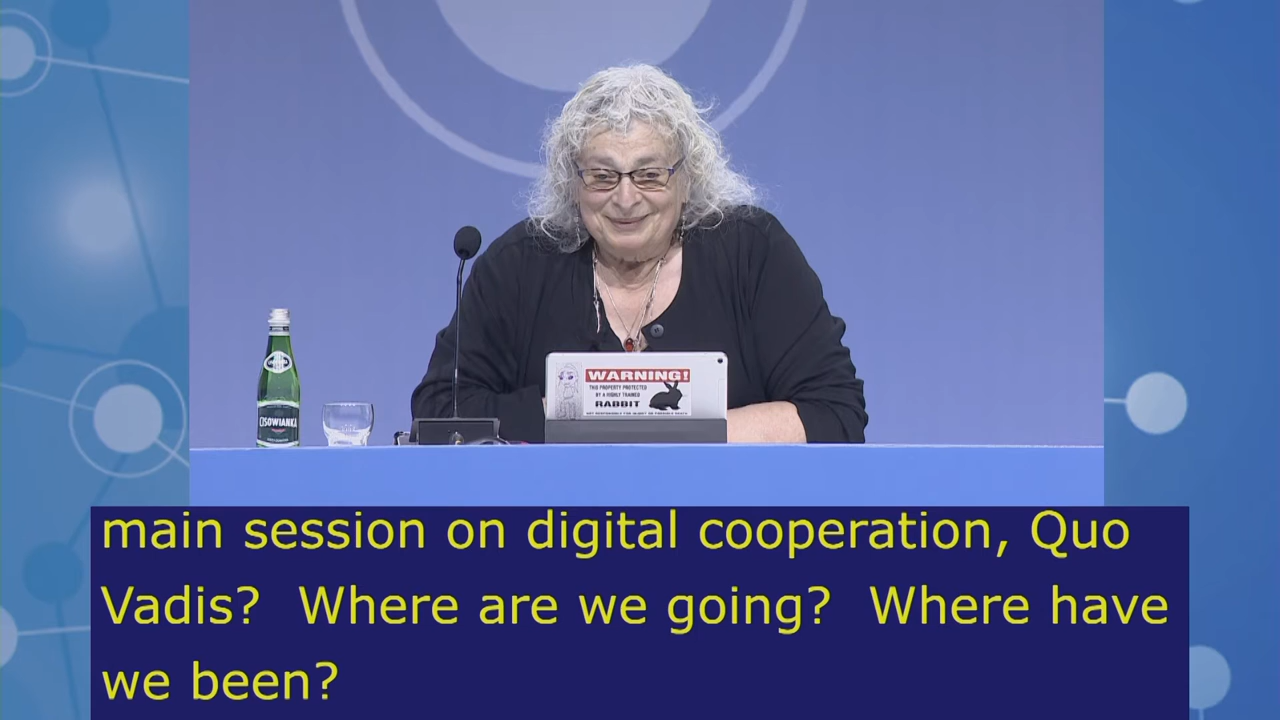 CISOWIANKA
WARNING!
THIS PROPERTY PROTECTED
BY A HIGHLY TRAINED
RABBIT
main session on digital cooperation, Quo
Vadis?  Where are we going?  Where have
we been?